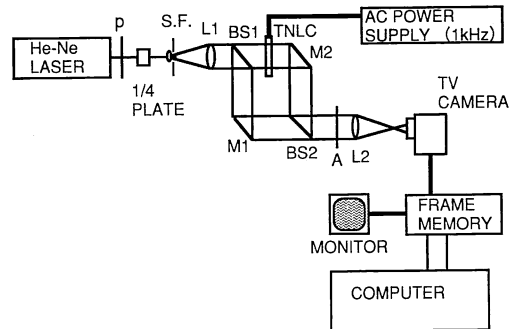 He-Ne
LASER
p
1/4
PLATE
S.F.
L1
BS1
TNLC
M2
AC POWER
SUPPLY (1kHz)
M1
BS2
A
L2
TV
CAMERA
FRAME
MEMORY
MONITOR
COMPUTER